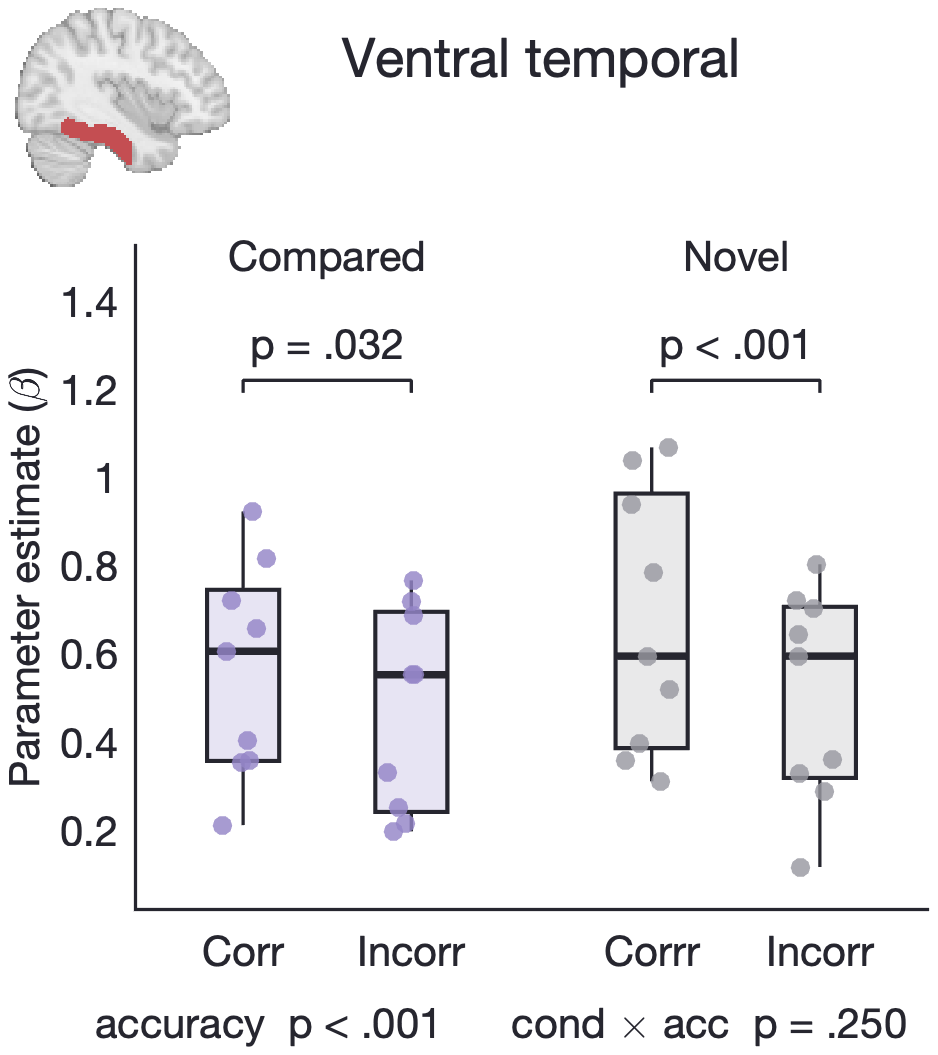 Ventral temporal
Compared
Novel
p = .032
p < .001
Parameter estimate (β)
1.4
1.2
1
0.8
0.6
0.4
0.2
Corr
Incorr
Corrr
Incorr
accuracy p < .001
cond × acc p = .250